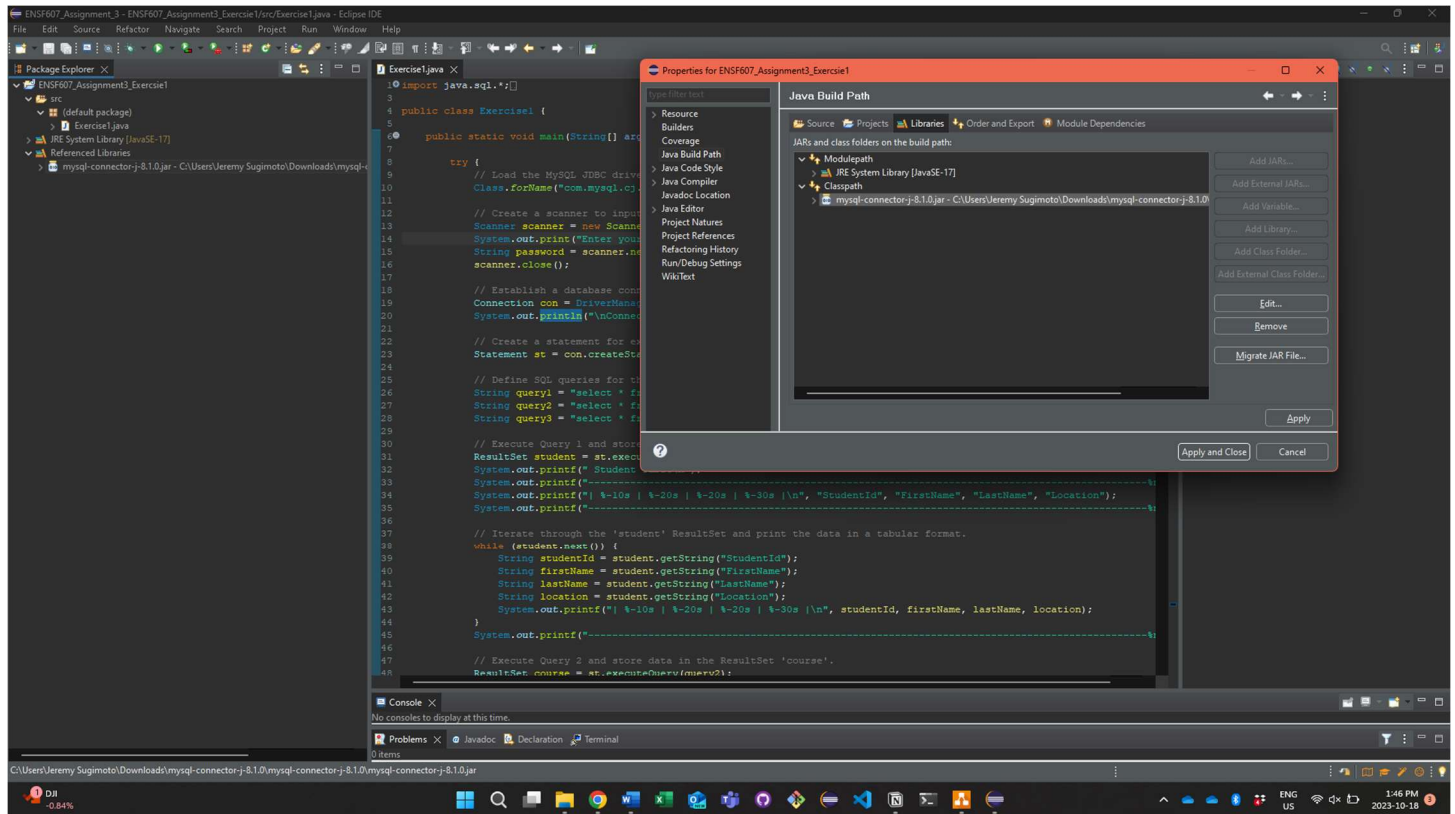 ENSF607_Assignment_3 - ENSF607_Assignment3_Exercsie1/src/Exercise1.java - Eclipse IDE
File Edit Source Refactor Navigate Search Project Run Window Help
Package Explorer
ENSF607_Assignment3_Exercsie1
src
(default package)
Exercise1.java
JRE System Library [JavaSE-17]
Referenced Libraries
mysql-connector-j-8.1.0.jar - C:\Users\Jeremy Sugimoto\Downloads\mysql-c
Exercise1.java
1 import java.sql.*;
3
4 public class Exercise1 {
5
6 public static void main(String[] arg
7
8 try {
9 // Load the MySQL JDBC drive
10 Class.forName("com.mysql.cj.
11
12 // Create a scanner to input
13 Scanner scanner = new Scanne
14 System.out.print("Enter your
15 String password = scanner.ne
16 scanner.close();
17
18 // Establish a database conn
19 Connection con = DriverManag
20 System.out.println("\nConnec
21
22 // Create a statement for ex
23 Statement st = con.createSta
24
25 // Define SQL queries for th
26 String query1 = "select * fr
27 String query2 = "select * fr
28 String query3 = "select * fr
29
30 // Execute Query 1 and store
31 ResultSet student = st.execu
32 System.out.printf(" Student
33 System.out.printf("---------------------------------------------------------------------------------------------%n
34 System.out.printf("| %-10s | %-20s | %-20s | %-30s |\n", "StudentId", "FirstName", "LastName", "Location");
35 System.out.printf("---------------------------------------------------------------------------------------------%n
36
37 // Iterate through the 'student' ResultSet and print the data in a tabular format.
38 while (student.next()) {
39 String studentId = student.getString("StudentId");
40 String firstName = student.getString("FirstName");
41 String lastName = student.getString("LastName");
42 String location = student.getString("Location");
43 System.out.printf("| %-10s | %-20s | %-20s | %-30s |\n", studentId, firstName, lastName, location);
44 }
45 System.out.printf("---------------------------------------------------------------------------------------------%n
46
47 // Execute Query 2 and store data in the ResultSet 'course'.
48 ResultSet course = st.executeQuery(query2);
Properties for ENSF607_Assignment3_Exercsie1
type filter text
Resource
Builders
Coverage
Java Build Path
Java Code Style
Java Compiler
Javadoc Location
Java Editor
Project Natures
Project References
Refactoring History
Run/Debug Settings
WikiText
Java Build Path
Source Projects Libraries Order and Export Module Dependencies
JARs and class folders on the build path:
Modulepath
JRE System Library [JavaSE-17]
Classpath
mysql-connector-j-8.1.0.jar - C:\Users\Jeremy Sugimoto\Downloads\mysql-connector-j-8.1.0\
Add JARs...
Add External JARs...
Add Variable...
Add Library...
Add Class Folder...
Add External Class Folder...
Edit...
Remove
Migrate JAR File...
Apply
Apply and Close Cancel
Console
No consoles to display at this time.
Problems Javadoc Declaration Terminal
0 items
C:\Users\Jeremy Sugimoto\Downloads\mysql-connector-j-8.1.0\mysql-connector-j-8.1.0\mysql-connector-j-8.1.0.jar
1 DJI
-0.84%
ENG
US
1:46 PM
2023-10-18
3